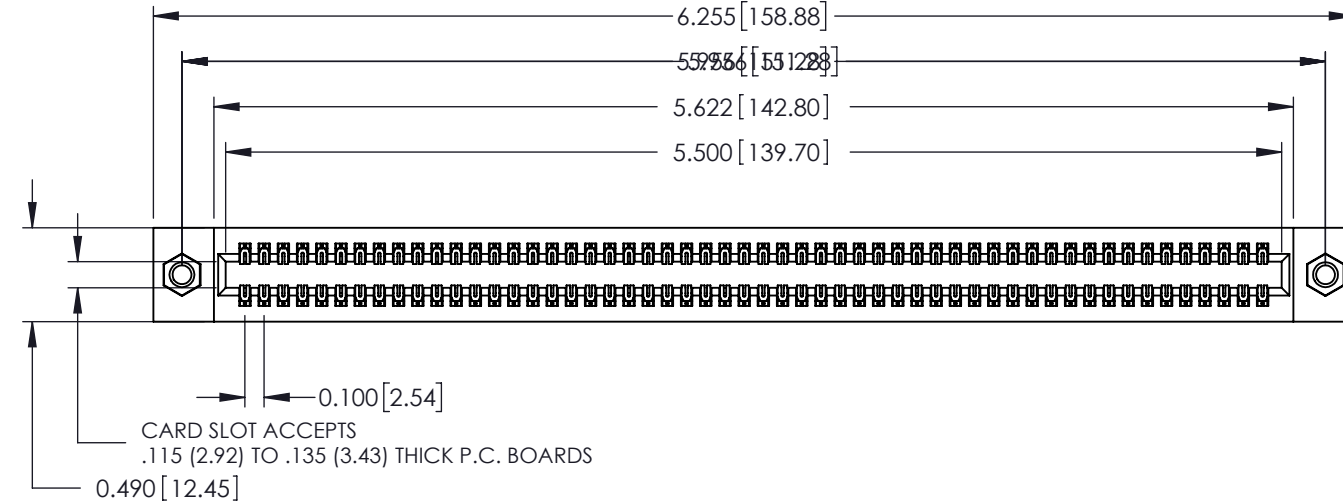 6.255 [158.88]
5.622 [142.80]
5.500 [139.70]
0.100 [2.54]
CARD SLOT ACCEPTS
.115 (2.92) TO .135 (3.43) THICK P.C. BOARDS
0.490 [12.45]